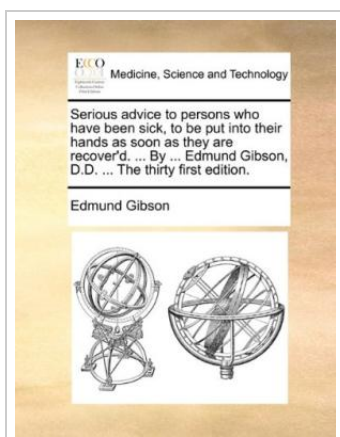 ECCO
Medicine, Science and Technology
Serious advice to persons who
have been sick, to be put into their
hands as soon as they are
recover'd. ... By ... Edmund Gibson,
D.D. ... The thirty first edition.
Edmund Gibson